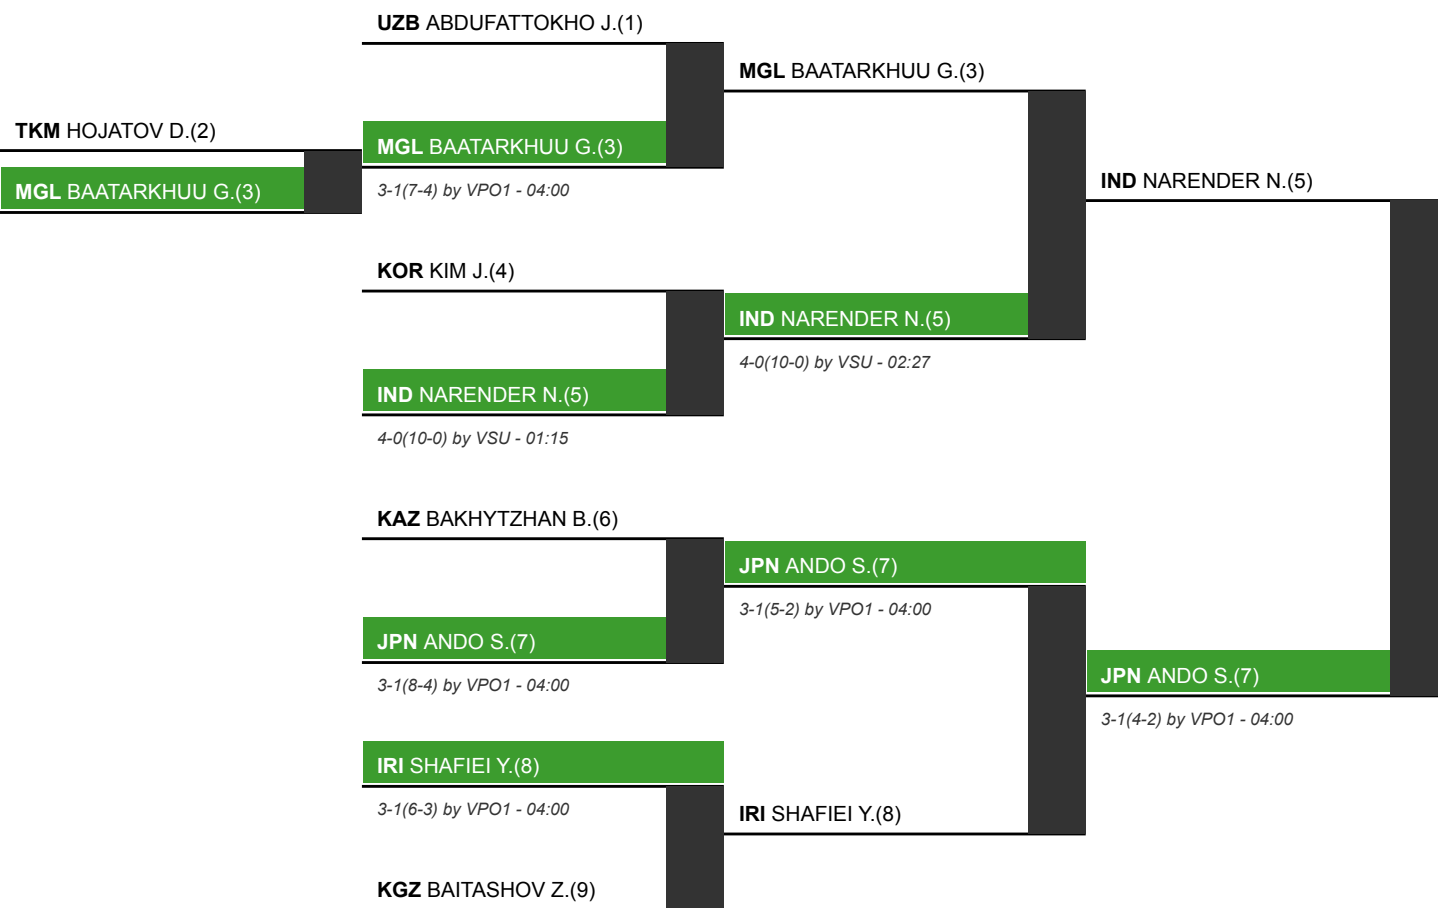 TKM HOJATOV D.(2)
MGL BAATARKHUU G.(3)
UZB ABDUFATTOKHO J.(1)
MGL BAATARKHUU G.(3)
3-1(7-4) by VPO1 - 04:00
KOR KIM J.(4)
IND NARENDER N.(5)
4-0(10-0) by VSU - 01:15
KAZ BAKHYTZHAN B.(6)
JPN ANDO S.(7)
3-1(8-4) by VPO1 - 04:00
IRI SHAFIEI Y.(8)
3-1(6-3) by VPO1 - 04:00
KGZ BAITASHOV Z.(9)
MGL BAATARKHUU G.(3)
IND NARENDER N.(5)
4-0(10-0) by VSU - 02:27
JPN ANDO S.(7)
3-1(5-2) by VPO1 - 04:00
IRI SHAFIEI Y.(8)
IND NARENDER N.(5)
JPN ANDO S.(7)
3-1(4-2) by VPO1 - 04:00